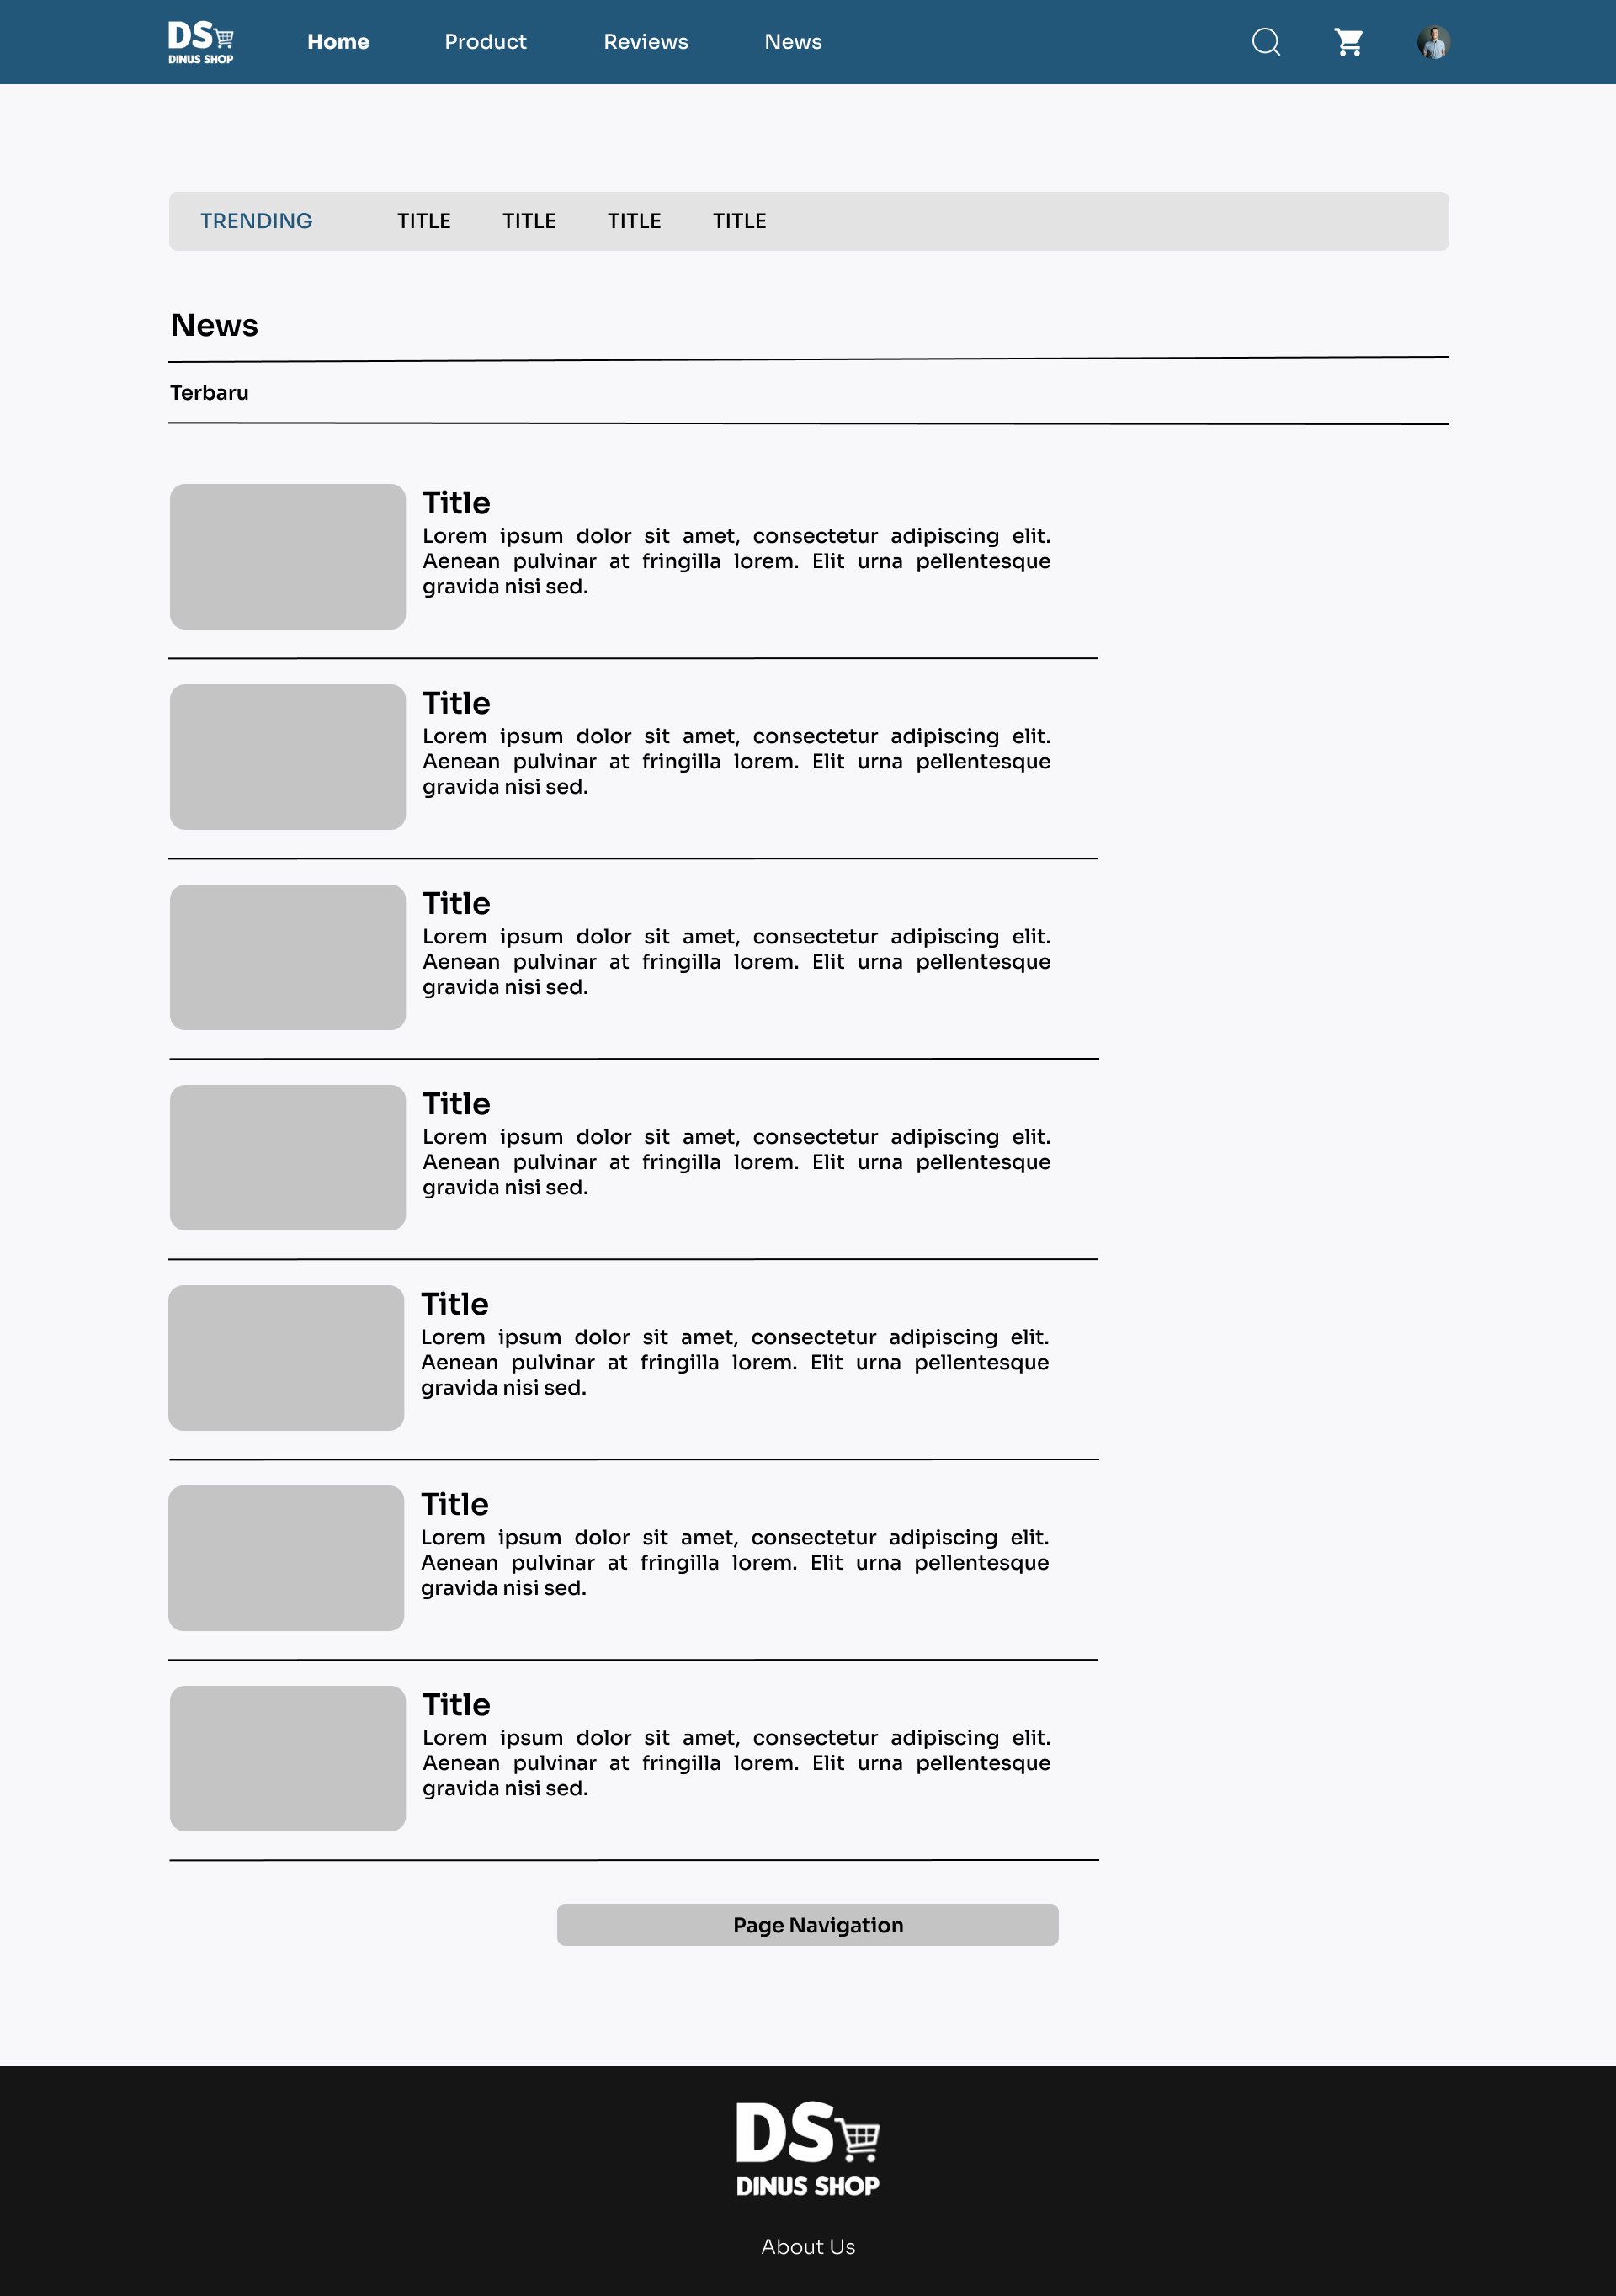 DS
DINUS SHOP
Home Product Reviews News
TRENDING TITLE TITLE TITLE TITLE
News
Terbaru
Title
Lorem ipsum dolor sit amet, consectetur adipiscing elit.
Aenean pulvinar at fringilla lorem. Elit urna pellentesque
gravida nisi sed.
Title
Lorem ipsum dolor sit amet, consectetur adipiscing elit.
Aenean pulvinar at fringilla lorem. Elit urna pellentesque
gravida nisi sed.
Title
Lorem ipsum dolor sit amet, consectetur adipiscing elit.
Aenean pulvinar at fringilla lorem. Elit urna pellentesque
gravida nisi sed.
Title
Lorem ipsum dolor sit amet, consectetur adipiscing elit.
Aenean pulvinar at fringilla lorem. Elit urna pellentesque
gravida nisi sed.
Title
Lorem ipsum dolor sit amet, consectetur adipiscing elit.
Aenean pulvinar at fringilla lorem. Elit urna pellentesque
gravida nisi sed.
Title
Lorem ipsum dolor sit amet, consectetur adipiscing elit.
Aenean pulvinar at fringilla lorem. Elit urna pellentesque
gravida nisi sed.
Title
Lorem ipsum dolor sit amet, consectetur adipiscing elit.
Aenean pulvinar at fringilla lorem. Elit urna pellentesque
gravida nisi sed.
Page Navigation
DS
DINUS SHOP
About Us